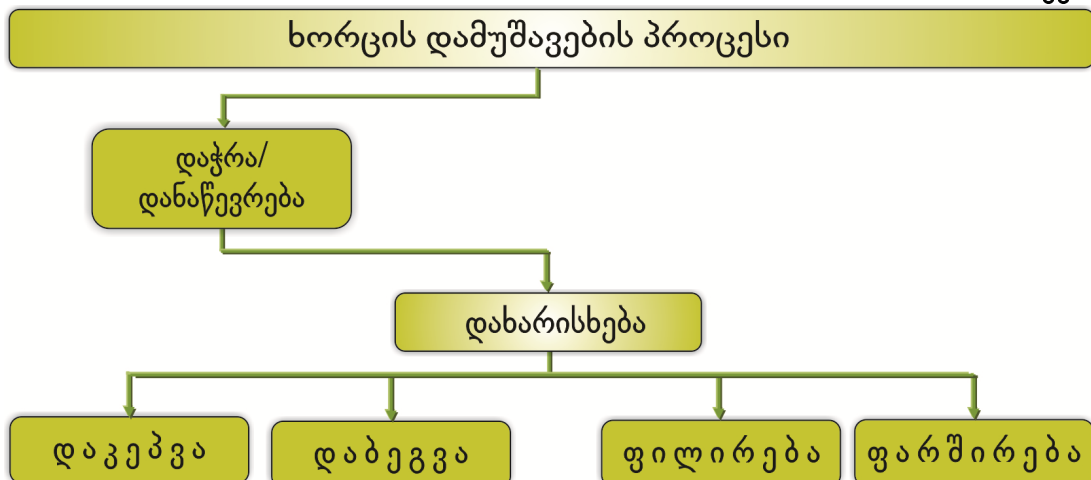 ხორცის დამუშავების პროცესი
დაჭრა/
დანაწევრება
დახარისხება
დაკეპვა
დაბეგვა
ფილირება
ფარშირება